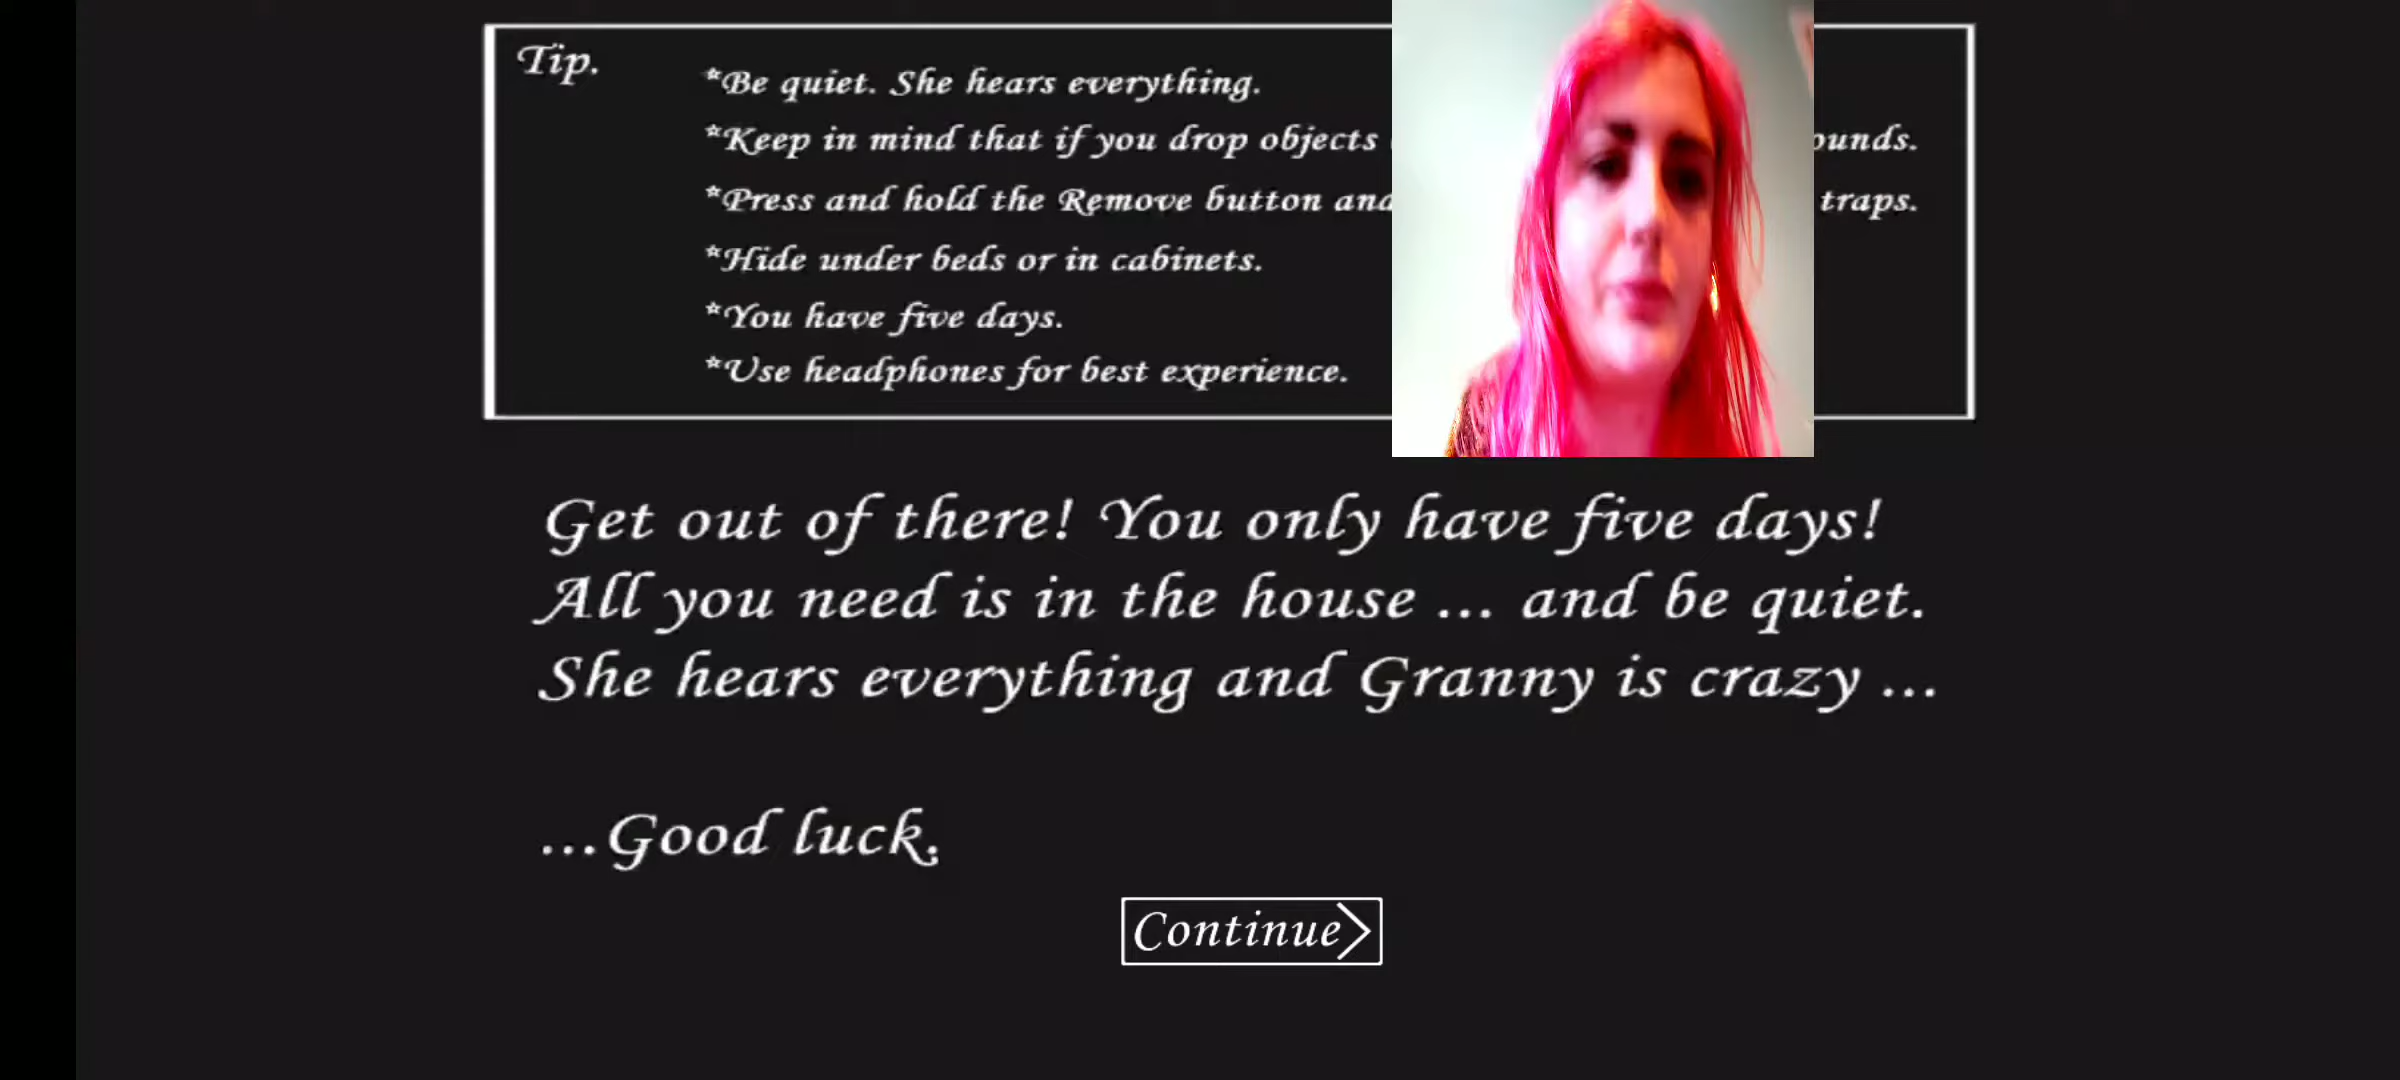 Tip.
*Be quiet. She hears everything.
*Keep in mind that if you drop objects
*Press and hold the Remove button and traps.
*Hide under beds or in cabinets.
*You have five days.
*Use headphones for best experience.
Get out of there! You only have five days!
All you need is in the house ... and be quiet.
She hears everything and Granny is crazy ...
...Good luck.
Continue>